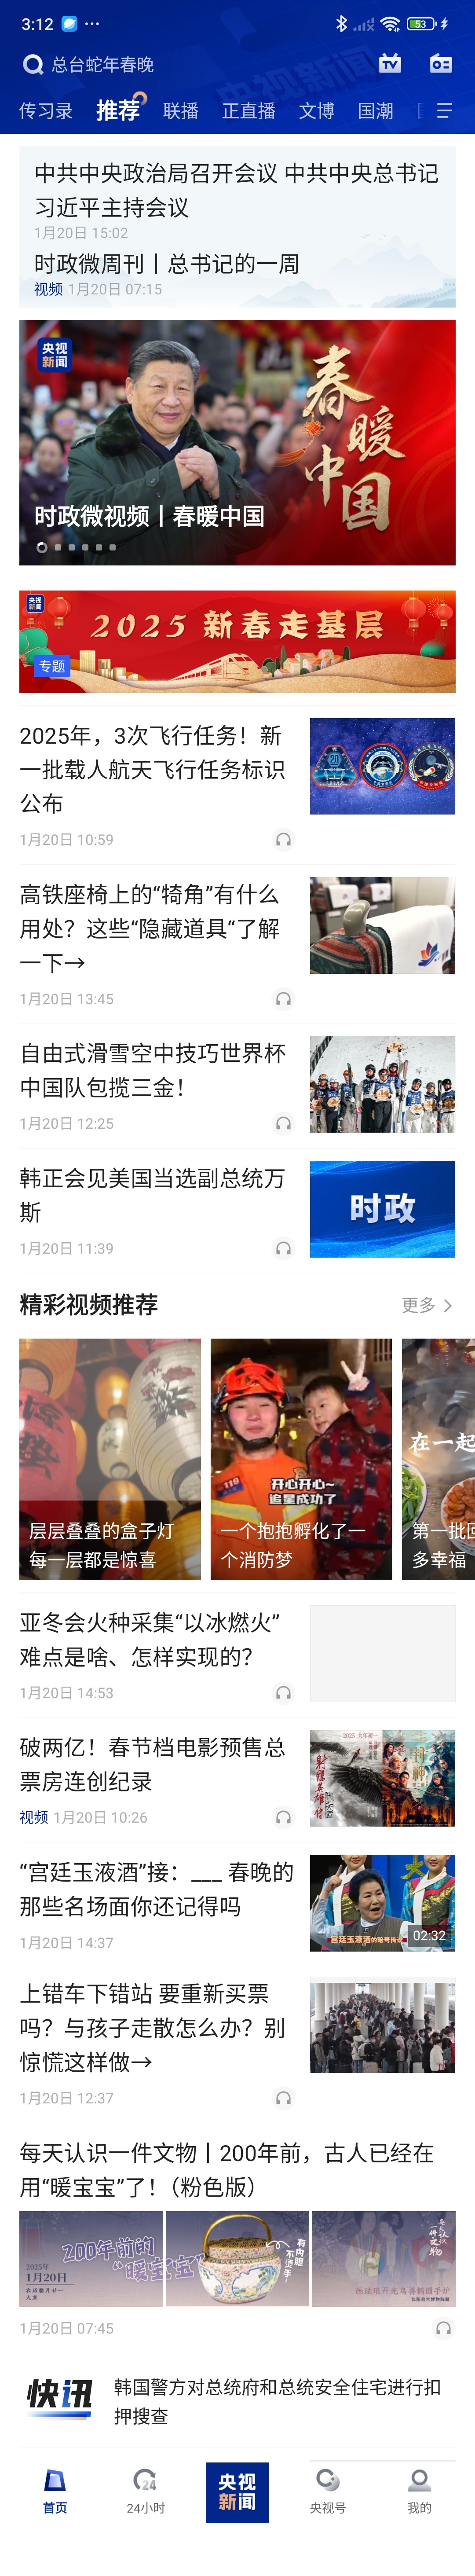 3:12
53
总台蛇年春晚
传习录 推荐 联播 正直播 文博 国潮
中共中央政治局召开会议 中共中央总书记
习近平主持会议
1月20日 15:02
时政微周刊丨总书记的一周
视频 1月20日 07:15
央视
新闻
春暖
中国
时政微视频丨春暖中国
央视
新闻
2025 新春走基层
专题
2025年，3次飞行任务！新
一批载人航天飞行任务标识
公布
1月20日 10:59
高铁座椅上的“犄角”有什么
用处？这些“隐藏道具“了解
一下→
1月20日 13:45
自由式滑雪空中技巧世界杯
中国队包揽三金！
1月20日 12:25
韩正会见美国当选副总统万
斯
时政
1月20日 11:39
精彩视频推荐
更多
层层叠叠的盒子灯
每一层都是惊喜
119
开心开心~
追星成功了
一个抱抱孵化了一
个消防梦
在一起
第一批回
多幸福
亚冬会火种采集“以冰燃火”
难点是啥、怎样实现的？
1月20日 14:53
破两亿！春节档电影预售总
票房连创纪录
视频 1月20日 10:26
“宫廷玉液酒”接：___ 春晚的
那些名场面你还记得吗
02:32
1月20日 14:37
上错车下错站 要重新买票
吗？与孩子走散怎么办？别
惊慌这样做→
1月20日 12:37
每天认识一件文物丨200年前，古人已经在
用“暖宝宝”了！（粉色版）
2025年
1月20日
大寒
200年前的
“暖宝宝”
有内胆
不烫手！
每天认识
一件文物
1月20日 07:45
快讯
韩国警方对总统府和总统安全住宅进行扣
押搜查
首页
24
24小时
央视
新闻
央视号
我的